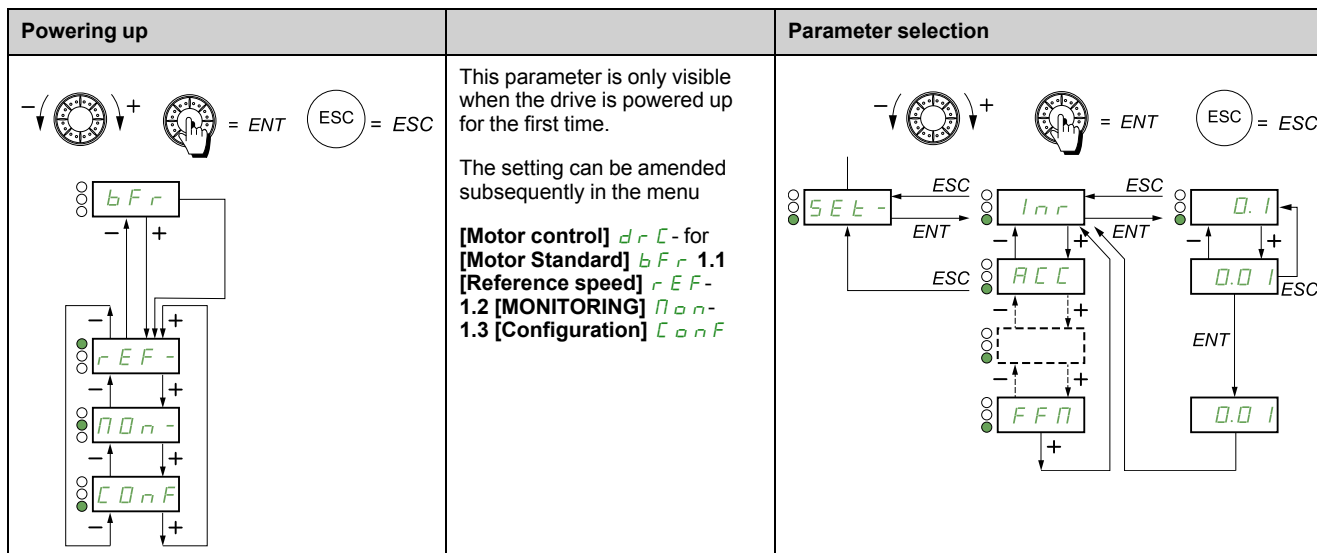 Powering up
Parameter selection
- + = ENT ESC = ESC
bFr
- +
- +
rEF-
- +
MOn-
- +
COnF
- +
This parameter is only visible
when the drive is powered up
for the first time.
The setting can be amended
subsequently in the menu
[Motor control] drC- for
[Motor Standard] bFr 1.1
[Reference speed] rEF-
1.2 [MONITORING] Mon-
1.3 [Configuration] ConF
- + = ENT ESC = ESC
ESC ESC
SEt- Inr 0.1
ENT ENT
- + - +
ESC ACC 0.01 ESC
- +
ENT
- +
FFM 0.01
+